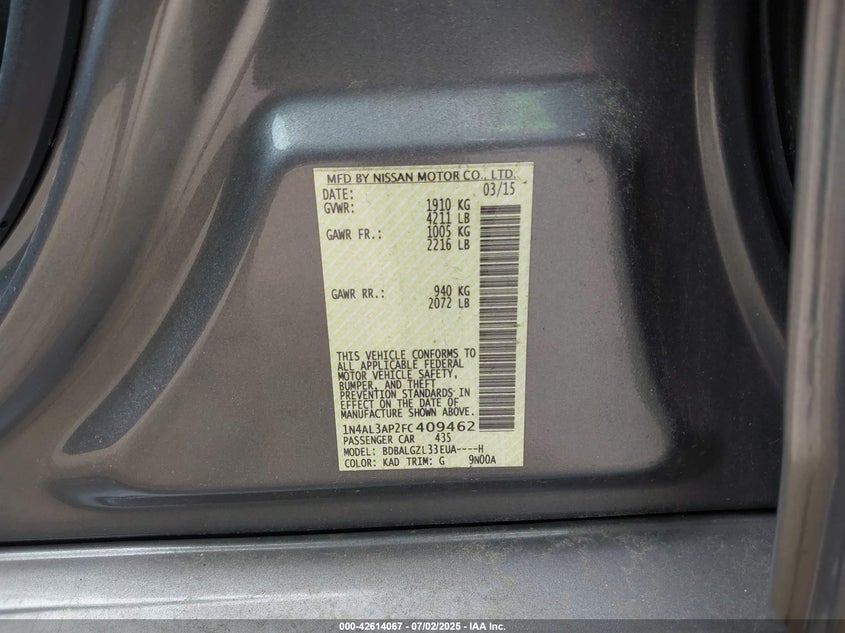 MFD BY NISSAN MOTOR CO., LTD.
DATE: 03/15
GVWR: 1910 KG
4211 LB
GAWR FR.: 1005 KG
2216 LB
GAWR RR.: 940 KG
2072 LB
THIS VEHICLE CONFORMS TO
ALL APPLICABLE FEDERAL
MOTOR VEHICLE SAFETY,
BUMPER, AND THEFT
PREVENTION STANDARDS IN
EFFECT ON THE DATE OF
MANUFACTURE SHOWN ABOVE.
1N4AL3AP2FC409462
PASSENGER CAR 435
MODEL: BDBALGZL33EUA----H
COLOR: KAD TRIM: G 9N00A
000-42614067 - 07/02/2025 - IAA Inc.